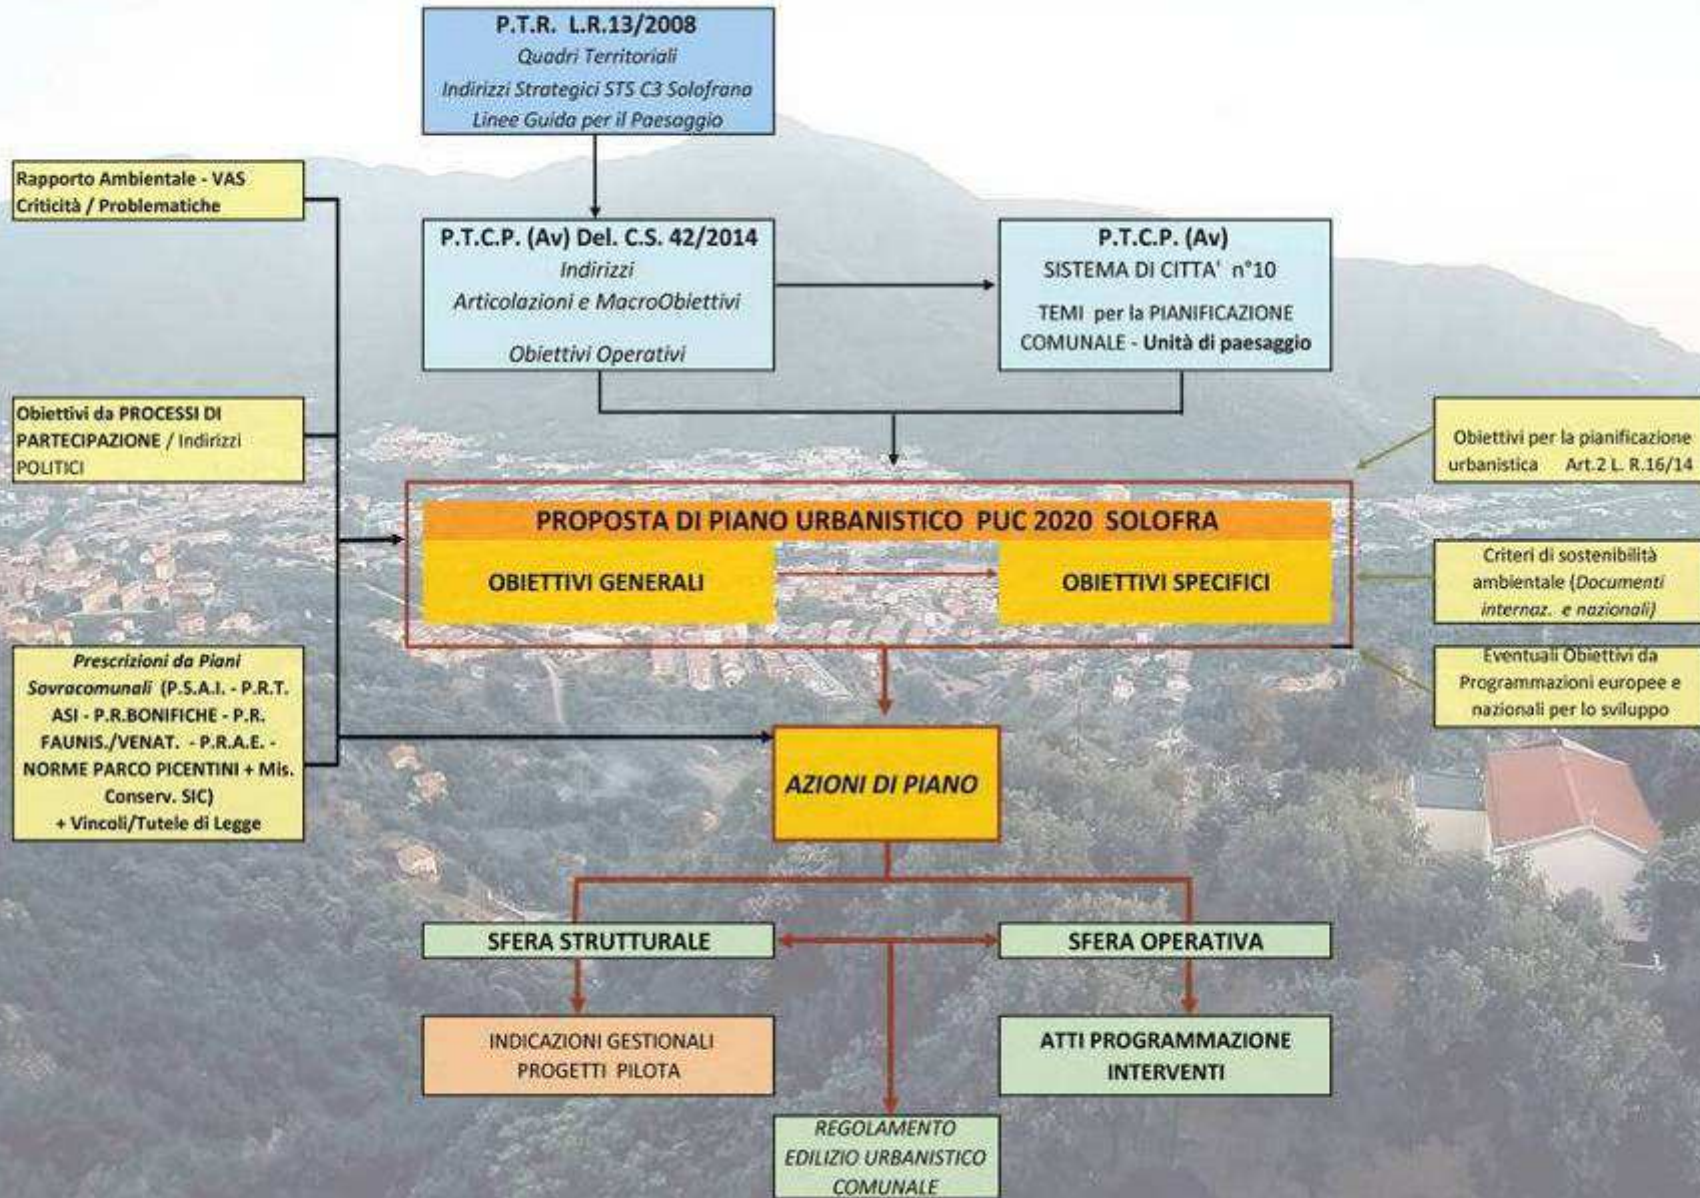 P.T.R. L.R.13/2008
Quadri Territoriali
Indirizzi Strategici STS C3 Solofrana
Linee Guida per il Paesaggio
Rapporto Ambientale - VAS
Criticità / Problematiche
P.T.C.P. (Av) Del. C.S. 42/2014
Indirizzi
Articolazioni e MacroObiettivi
Obiettivi Operativi
P.T.C.P. (Av)
SISTEMA DI CITTA' n°10
TEMI per la PIANIFICAZIONE
COMUNALE - Unità di paesaggio
Obiettivi da PROCESSI DI
PARTECIPAZIONE / Indirizzi
POLITICI
Obiettivi per la pianificazione
urbanistica Art.2 L. R.16/14
PROPOSTA DI PIANO URBANISTICO PUC 2020 SOLOFRA
OBIETTIVI GENERALI
OBIETTIVI SPECIFICI
Criteri di sostenibilità
ambientale (Documenti
internaz. e nazionali)
Prescrizioni da Piani
Sovracomunali (P.S.A.I. - P.R.T.
ASI - P.R.BONIFICHE - P.R.
FAUNIS./VENAT. - P.R.A.E. -
NORME PARCO PICENTINI + Mis.
Conserv. SIC)
+ Vincoli/Tutele di Legge
Eventuali Obiettivi da
Programmazioni europee e
nazionali per lo sviluppo
AZIONI DI PIANO
SFERA STRUTTURALE
SFERA OPERATIVA
INDICAZIONI GESTIONALI
PROGETTI PILOTA
ATTI PROGRAMMAZIONE
INTERVENTI
REGOLAMENTO
EDILIZIO URBANISTICO
COMUNALE